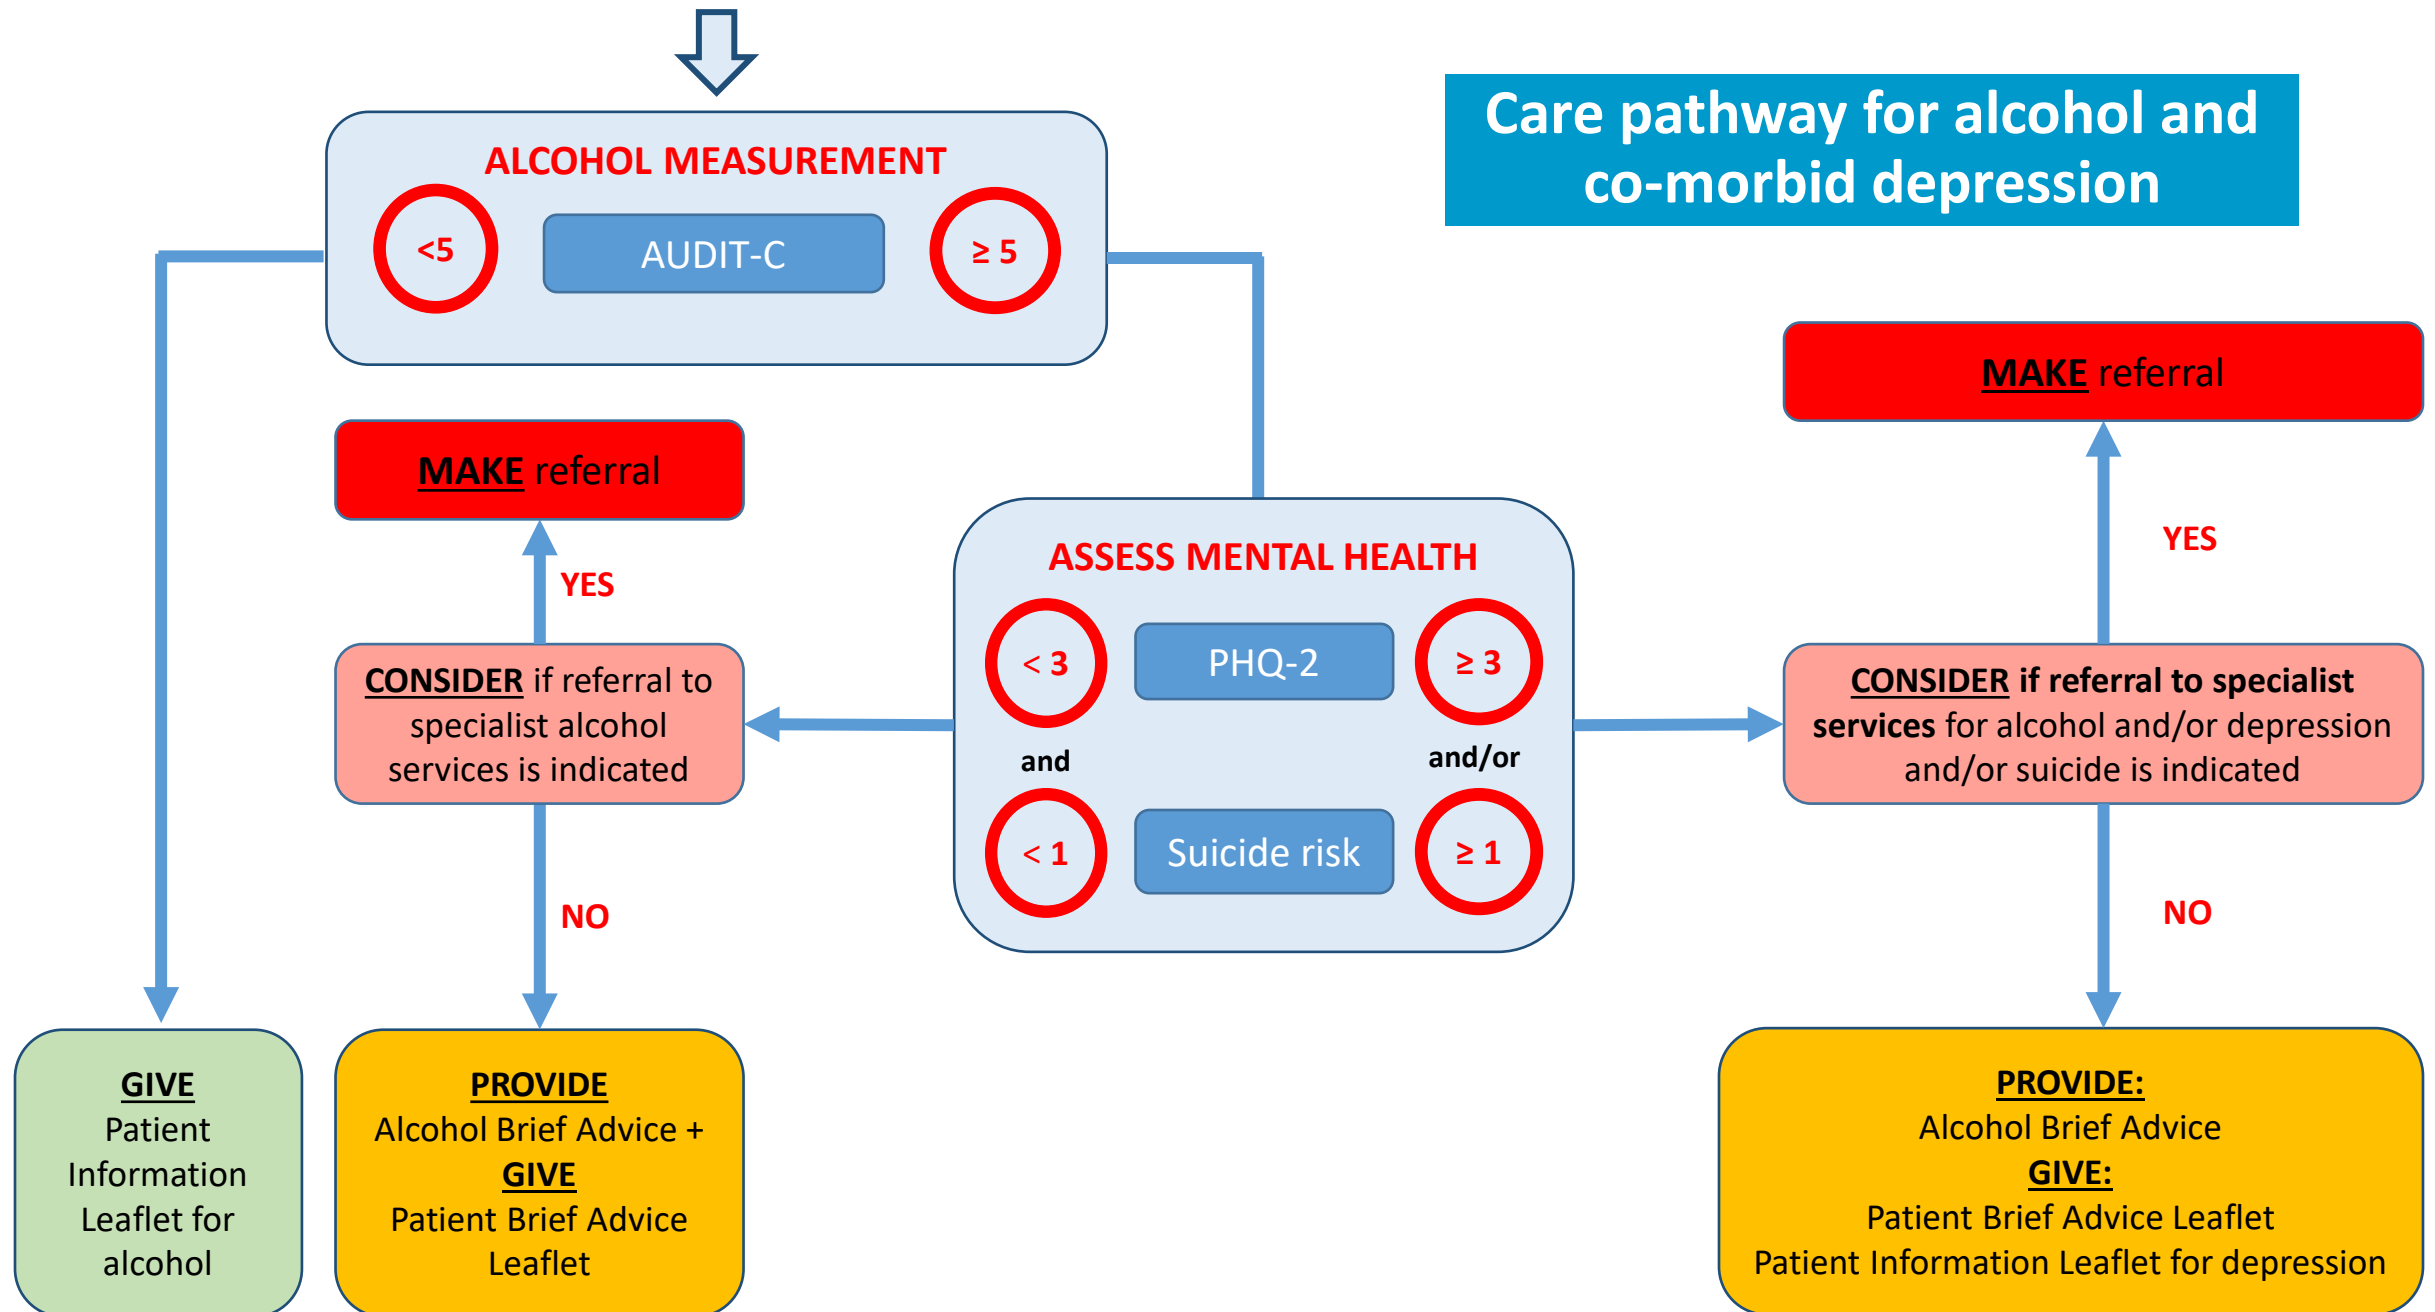 Care pathway for alcohol and
co-morbid depression
ALCOHOL MEASUREMENT
<5
AUDIT-C
≥ 5
MAKE referral
YES
CONSIDER if referral to
specialist alcohol
services is indicated
NO
ASSESS MENTAL HEALTH
< 3
PHQ-2
≥ 3
and
and/or
< 1
Suicide risk
≥ 1
MAKE referral
YES
CONSIDER if referral to specialist
services for alcohol and/or depression
and/or suicide is indicated
NO
GIVE
Patient
Information
Leaflet for
alcohol
PROVIDE
Alcohol Brief Advice +
GIVE
Patient Brief Advice
Leaflet
PROVIDE:
Alcohol Brief Advice
GIVE:
Patient Brief Advice Leaflet
Patient Information Leaflet for depression